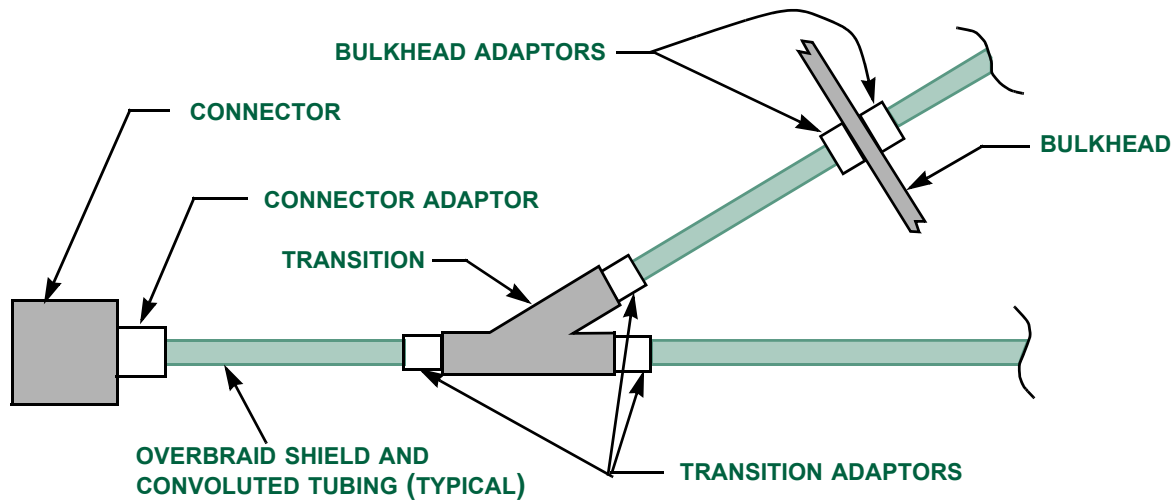 BULKHEAD ADAPTORS
CONNECTOR
BULKHEAD
CONNECTOR ADAPTOR
TRANSITION
OVERBRAID SHIELD AND
CONVOLUTED TUBING (TYPICAL)
TRANSITION ADAPTORS